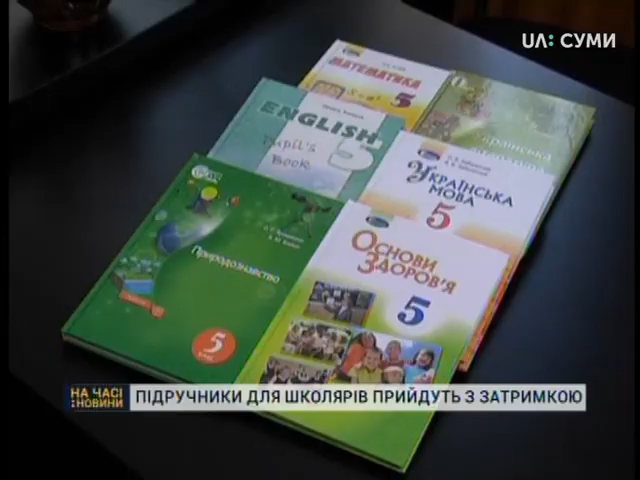 UA: СУМИ
МАТЕМАТИКА
5
ENGLISH
Pupil's
Book
5
УКРАЇНСЬКА
МОВА
5
Природознавство
5
КЛАС
ОСНОВИ
ЗДОРОВ'Я
5
НА ЧАСІ
НОВИНИ
ПІДРУЧНИКИ ДЛЯ ШКОЛЯРІВ ПРИЙДУТЬ З ЗАТРИМКОЮ